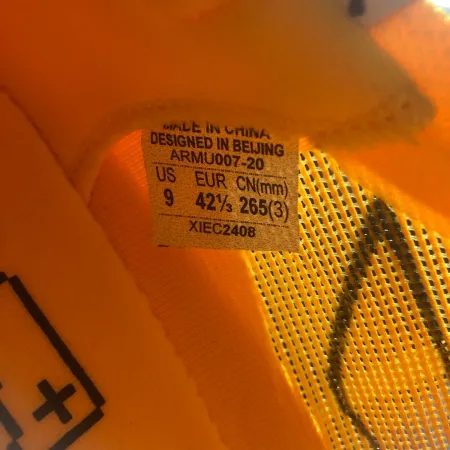 MADE IN CHINA
DESIGNED IN BEIJING
ARMU007-20
US EUR CN(mm)
9 42⅓ 265(3)
XIEC2408
+